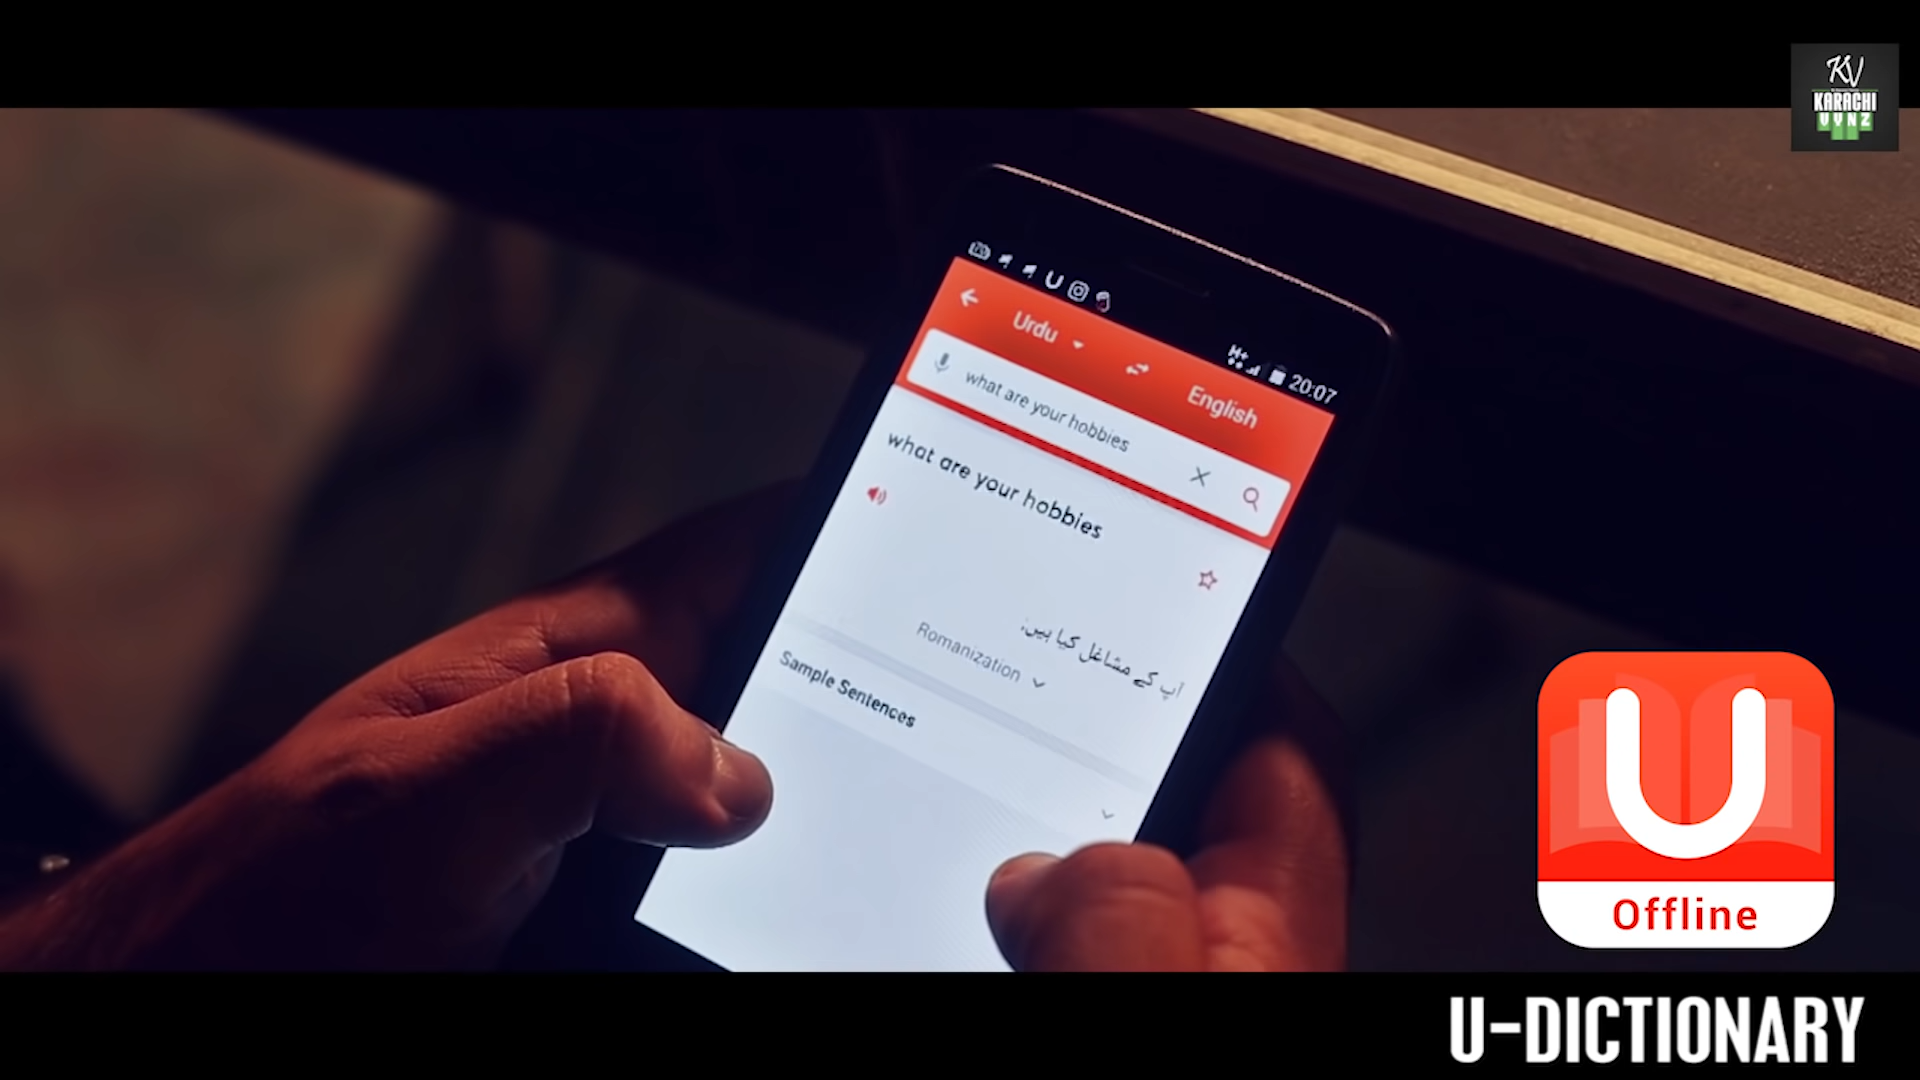 KV
KARACHI
VYNZ
20:07
Urdu
English
what are your hobbies
what are your hobbies
آپ کے مشاغل کیا ہیں
Romanization
Sample Sentences
U
Offline
U-DICTIONARY